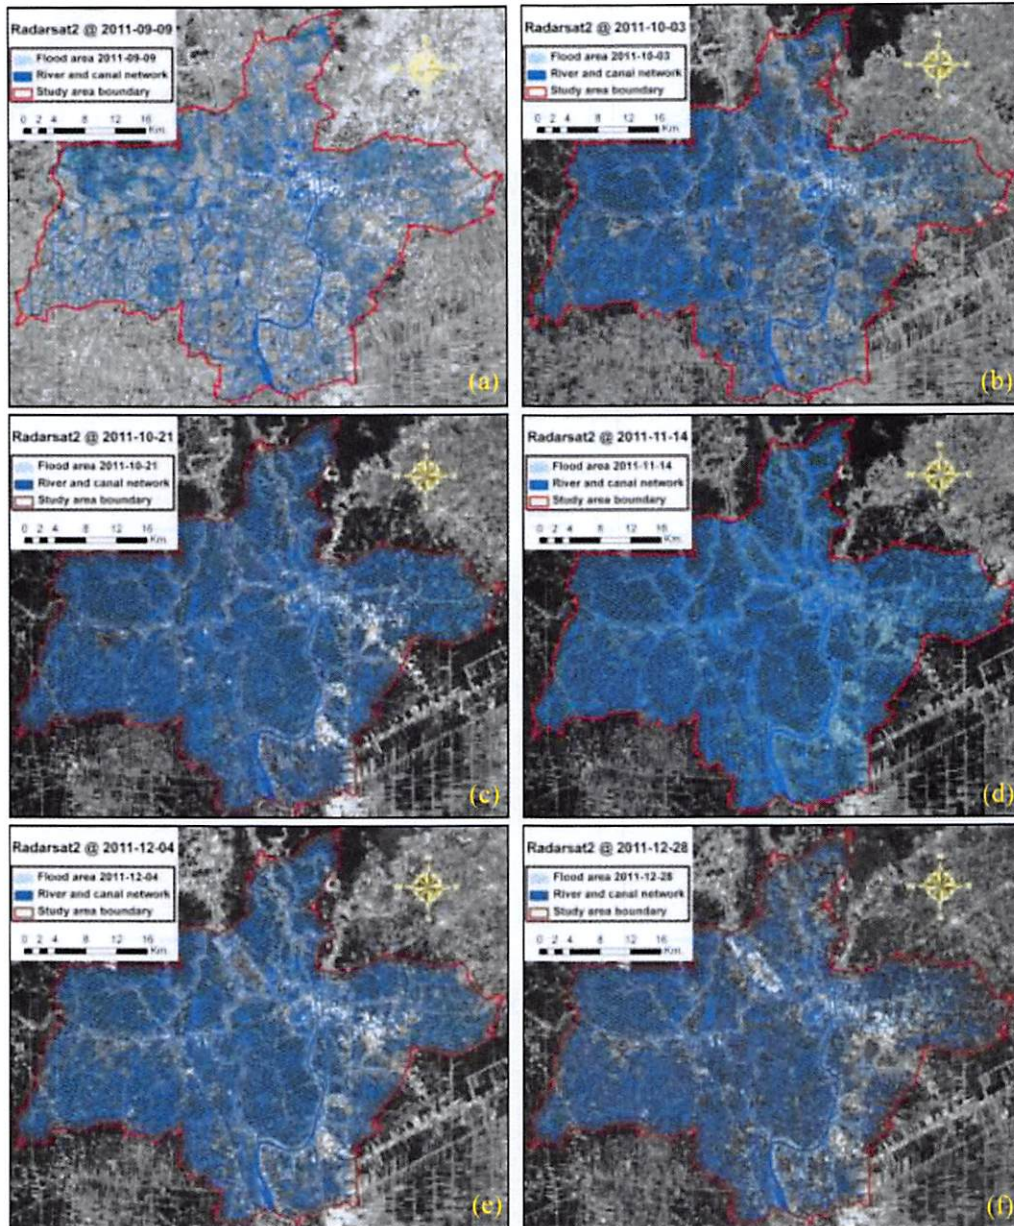 Radarsat2 @ 2011-09-09
Flood area 2011-09-09
River and canal network
Study area boundary
0 2 4 8 12 16
Km.
(a)
Radarsat2 @ 2011-10-03
Flood area 2011-10-03
River and canal network
Study area boundary
0 2 4 8 12 16
Km.
(b)
Radarsat2 @ 2011-10-21
Flood area 2011-10-21
River and canal network
Study area boundary
0 2 4 8 12 16
Km.
(c)
Radarsat2 @ 2011-11-14
Flood area 2011-11-14
River and canal network
Study area boundary
0 2 4 8 12 16
Km.
(d)
Radarsat2 @ 2011-12-04
Flood area 2011-12-04
River and canal network
Study area boundary
0 2 4 8 12 16
Km.
(e)
Radarsat2 @ 2011-12-28
Flood area 2011-12-28
River and canal network
Study area boundary
0 2 4 8 12 16
Km.
(f)